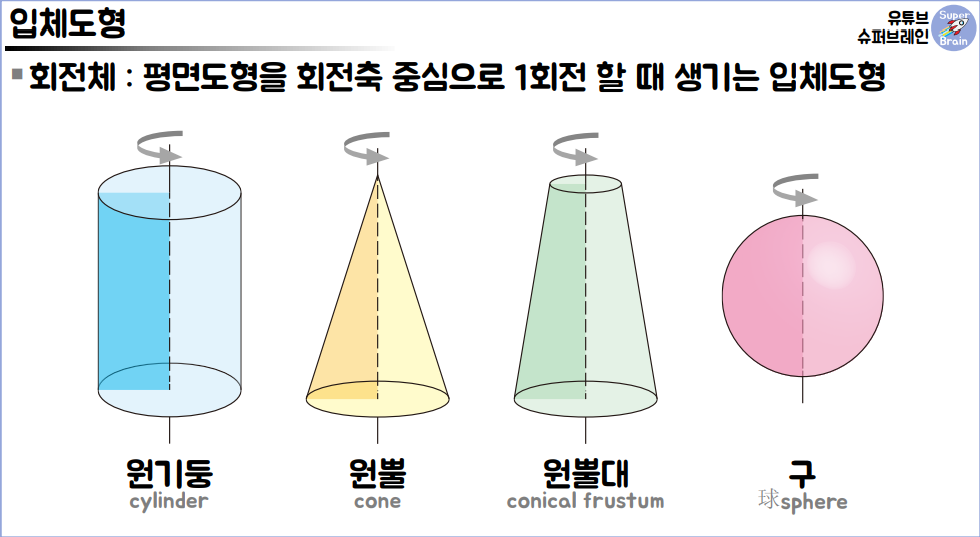 입체도형
유튜브
슈퍼브레인
Super
Brain
회전체 : 평면도형을 회전축 중심으로 1회전 할 때 생기는 입체도형
원기둥 원뿔 원뿔대 구
cylinder cone conical frustum 球sphere